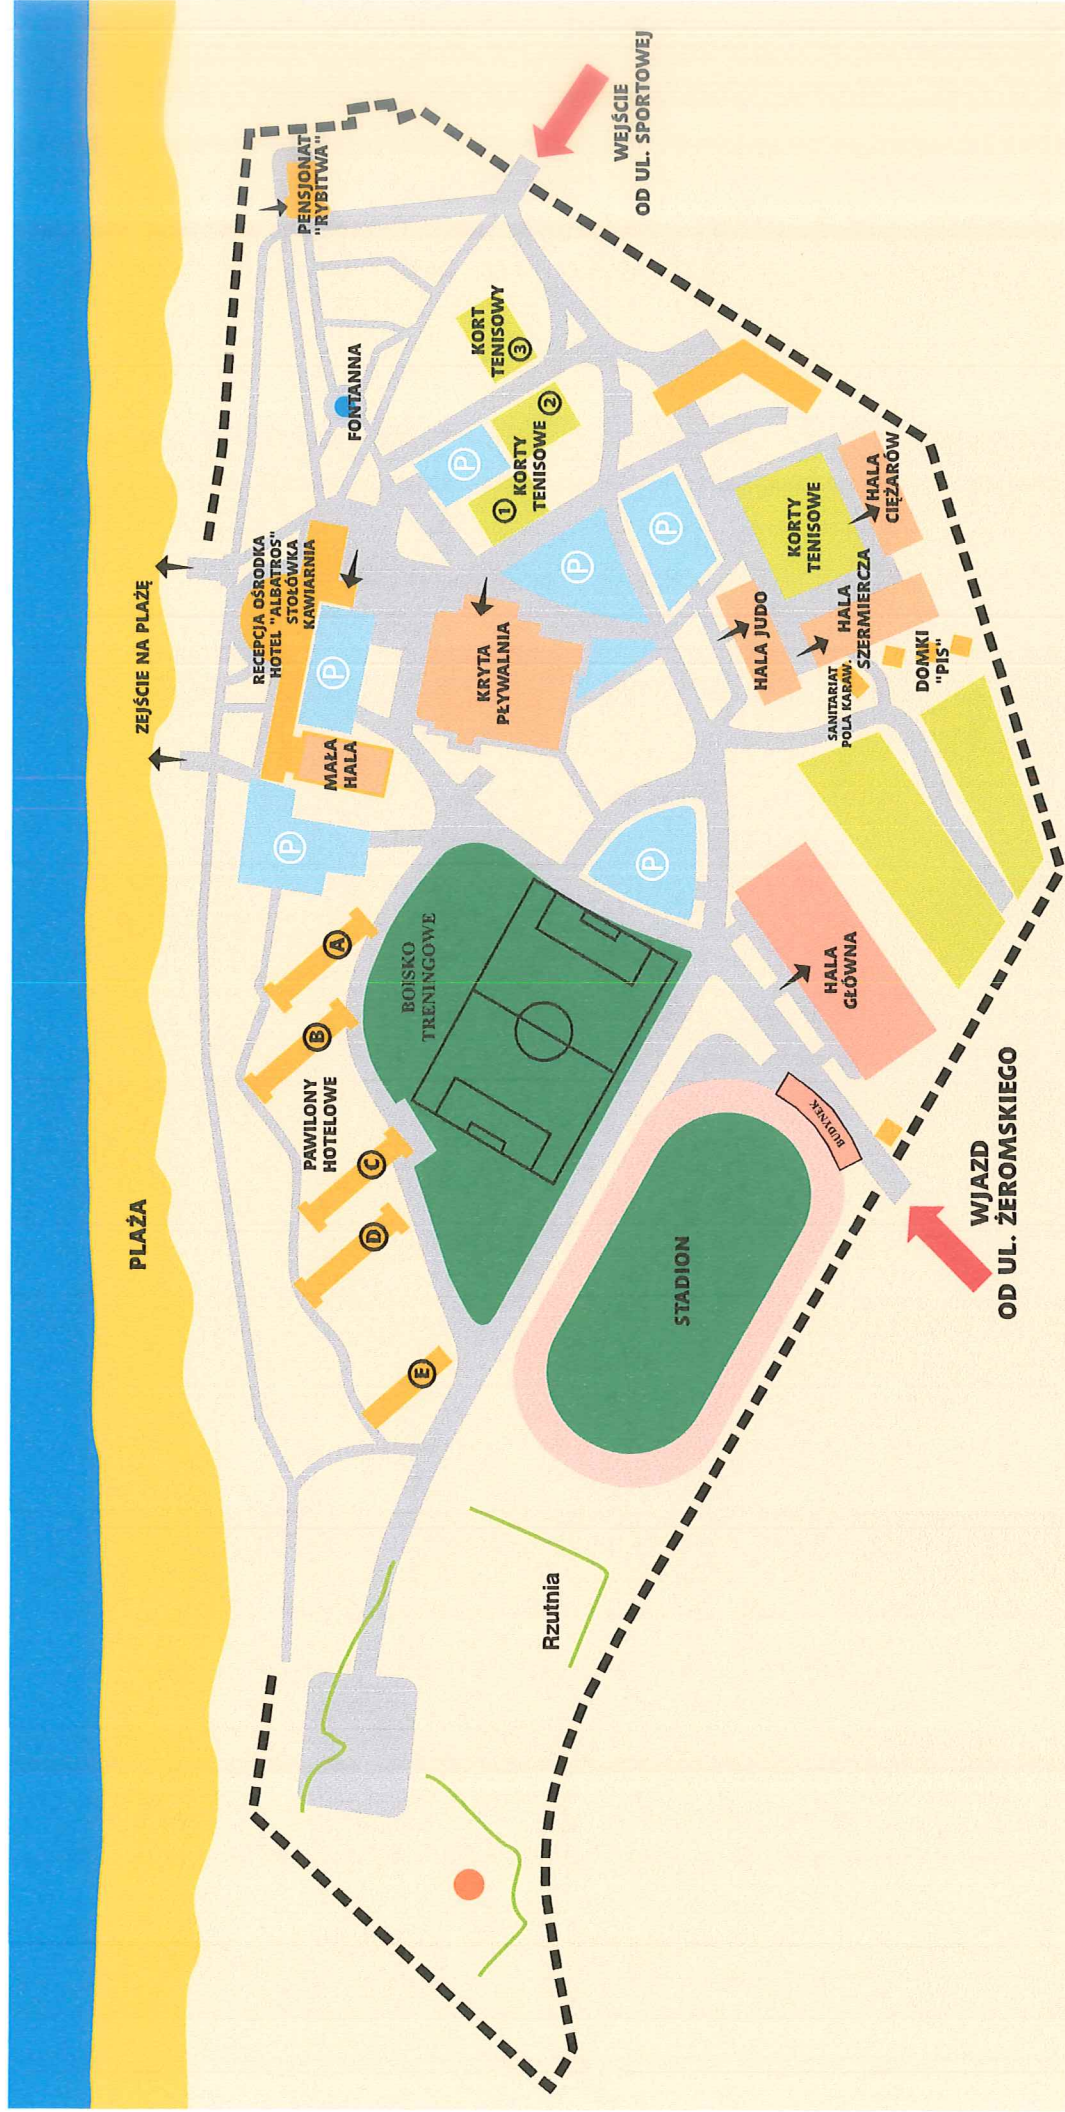 PLAŻA
ZEJŚCIE NA PLAŻĘ
PAWILONY
HOTELOWE
E
D
C
B
A
BOISKO
TRENINGOWE
P
MAŁA
HALA
P
RECEPCJA OŚRODKA
HOTEL "ALBATROS"
STOŁÓWKA
KAWIARNIA
FONTANNA
PENSJONAT
"RYBITWA"
KRYTA
PŁYWALNIA
P
1
KORTY
TENISOWE
2
KORT
TENISOWY
3
WEJŚCIE
OD UL. SPORTOWEJ
Rzutnia
STADION
P
P
P
HALA JUDO
KORTY
TENISOWE
BUDYNEK
HALA
GŁÓWNA
SANITARIAT
POLA KARAW.
HALA
SZERMIERCZA
HALA
CIĘŻARÓW
DOMKI
"PIS"
WJAZD
OD UL. ŻEROMSKIEGO